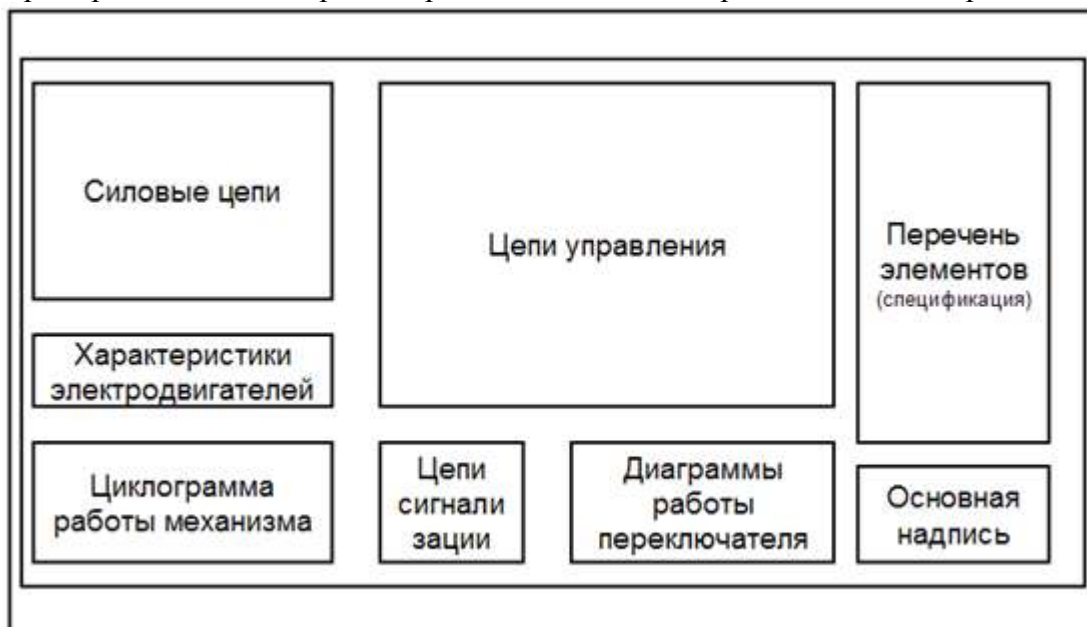 Силовые цепи
Характеристики
электродвигателей
Циклограмма
работы механизма
Цепи управления
Цепи
сигнали
зации
Диаграммы
работы
переключателя
Перечень
элементов
(спецификация)
Основная
надпись